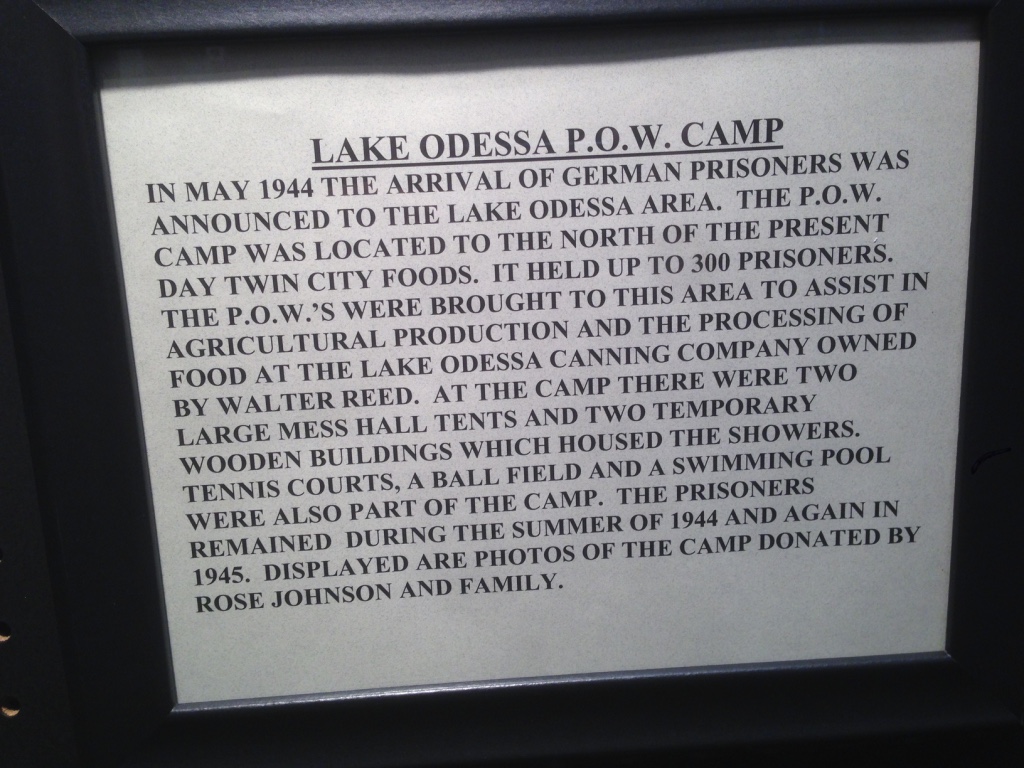 LAKE ODESSA P.O.W. CAMP
IN MAY 1944 THE ARRIVAL OF GERMAN PRISONERS WAS
ANNOUNCED TO THE LAKE ODESSA AREA. THE P.O.W.
CAMP WAS LOCATED TO THE NORTH OF THE PRESENT
DAY TWIN CITY FOODS. IT HELD UP TO 300 PRISONERS.
THE P.O.W.'S WERE BROUGHT TO THIS AREA TO ASSIST IN
AGRICULTURAL PRODUCTION AND THE PROCESSING OF
FOOD AT THE LAKE ODESSA CANNING COMPANY OWNED
BY WALTER REED. AT THE CAMP THERE WERE TWO
LARGE MESS HALL TENTS AND TWO TEMPORARY
WOODEN BUILDINGS WHICH HOUSED THE SHOWERS.
TENNIS COURTS, A BALL FIELD AND A SWIMMING POOL
WERE ALSO PART OF THE CAMP. THE PRISONERS
REMAINED DURING THE SUMMER OF 1944 AND AGAIN IN
1945. DISPLAYED ARE PHOTOS OF THE CAMP DONATED BY
ROSE JOHNSON AND FAMILY.